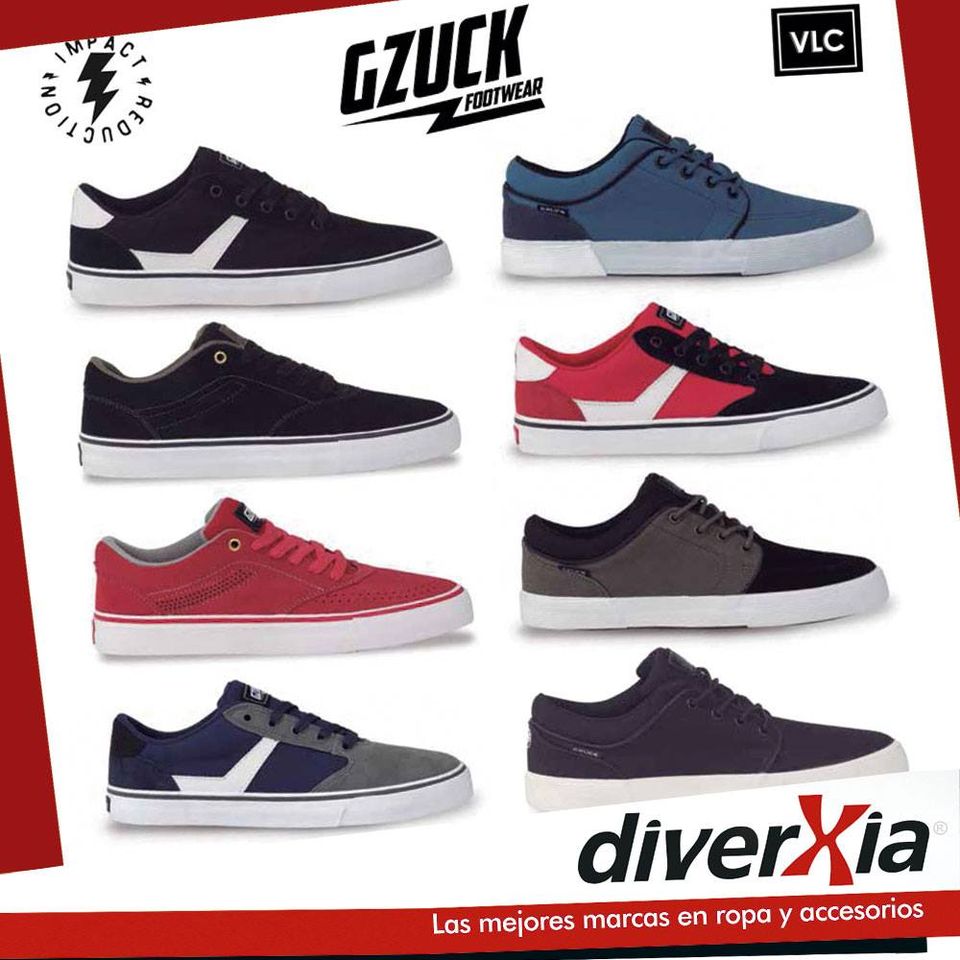 IMPACT REDUCTION
GZUCK
FOOTWEAR
VLC
diverXia®
Las mejores marcas en ropa y accesorios